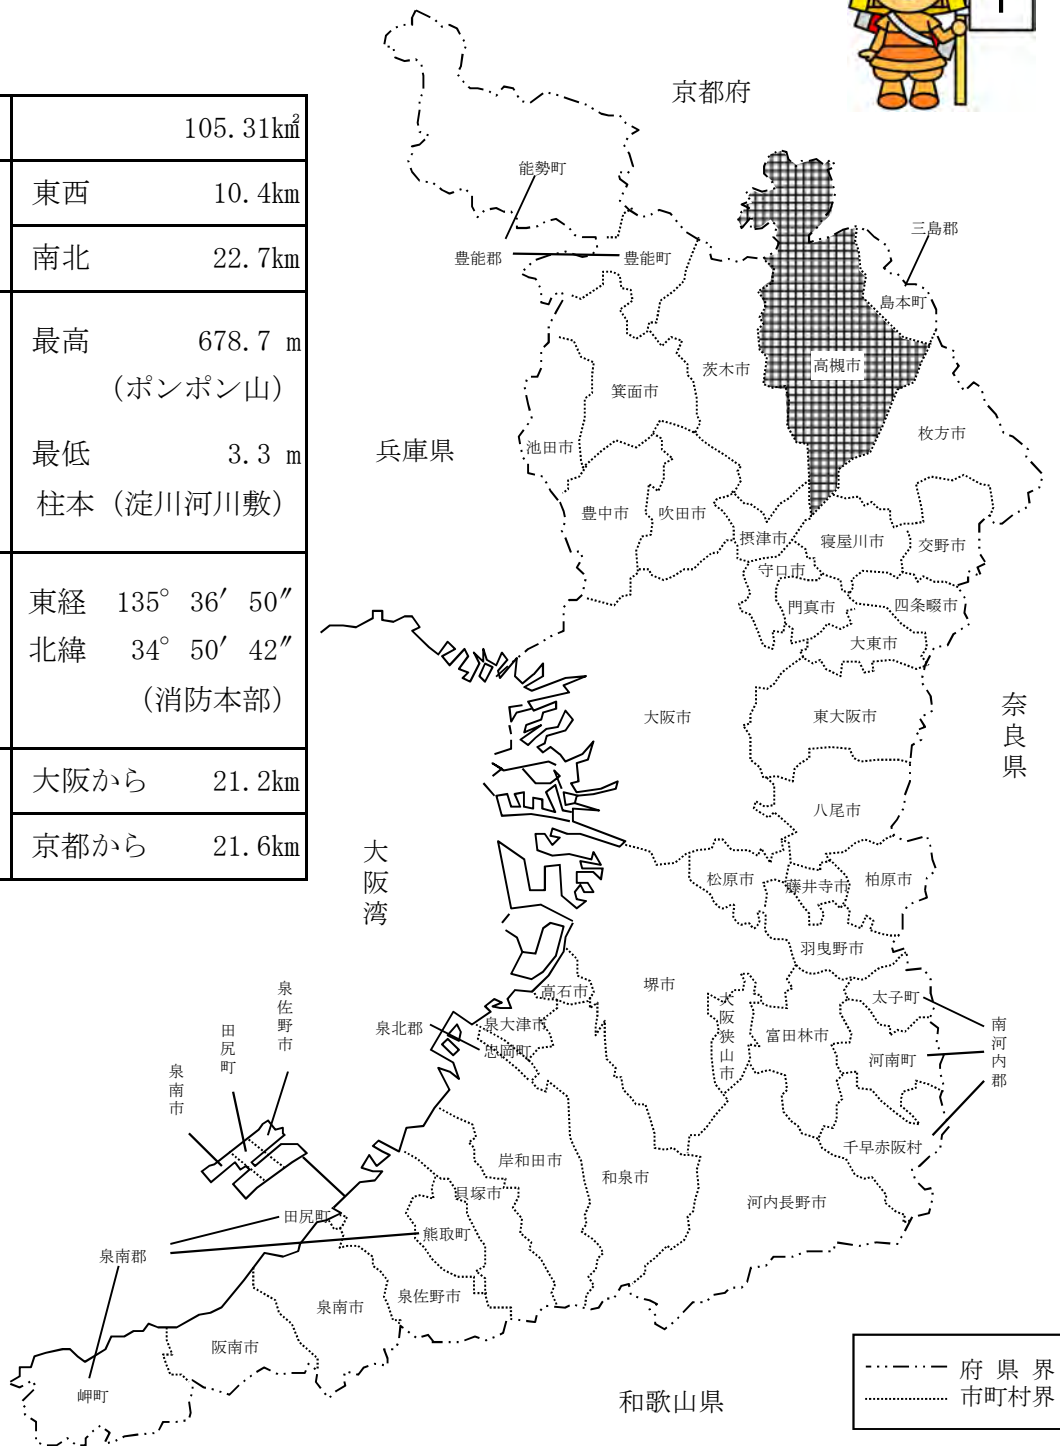 105.31km²
東西 10.4km
南北 22.7km
最高 678.7 m
(ポンポン山)
最低 3.3 m
柱本 (淀川河川敷)
東経 135° 36′ 50″
北緯 34° 50′ 42″
(消防本部)
大阪から 21.2km
京都から 21.6km
京都府
能勢町
豊能郡
豊能町
三島郡
島本町
高槻市
茨木市
箕面市
枚方市
兵庫県
池田市
豊中市
吹田市
摂津市
寝屋川市
交野市
守口市
門真市
四条畷市
大東市
大阪市
東大阪市
奈良県
八尾市
大阪湾
松原市
藤井寺市
柏原市
羽曳野市
堺市
高石市
大阪狭山市
富田林市
太子町
河南町
南河内郡
千早赤阪村
泉北郡
泉大津市
忠岡町
泉佐野市
田尻町
泉南市
岸和田市
和泉市
河内長野市
貝塚市
田尻町
熊取町
泉南郡
泉佐野市
泉南市
阪南市
岬町
和歌山県
府県界
市町村界